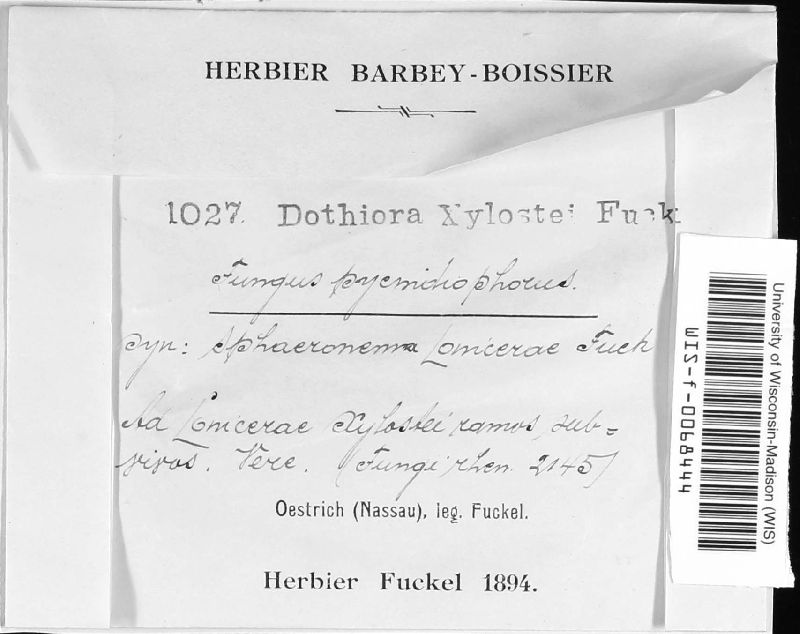 HERBIER BARBEY-BOISSIER
1027. Dothiora Xylostei Fuck
Fungus pycnidiophorus.
Syn: Sphaeronema Lonicerae Fuck
Ad Lonicerae Xylostei ramos, sub=
vivos. Vere. (Fungi rhen. 2145)
Oestrich (Nassau), leg. Fuckel.
Herbier Fuckel 1894.
University of Wisconsin-Madison (WIS)
WIS-f-0068444